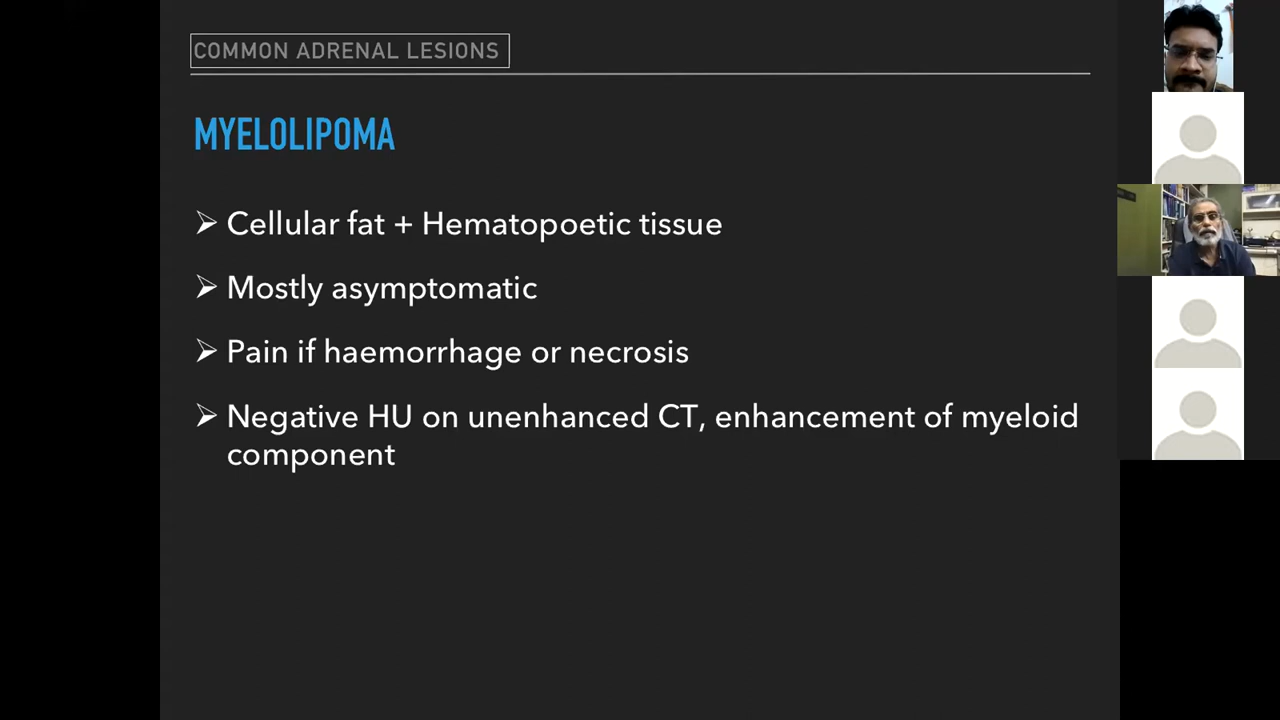 COMMON ADRENAL LESIONS
MYELOLIPOMA
➢ Cellular fat + Hematopoetic tissue
➢ Mostly asymptomatic
➢ Pain if haemorrhage or necrosis
➢ Negative HU on unenhanced CT, enhancement of myeloid
component